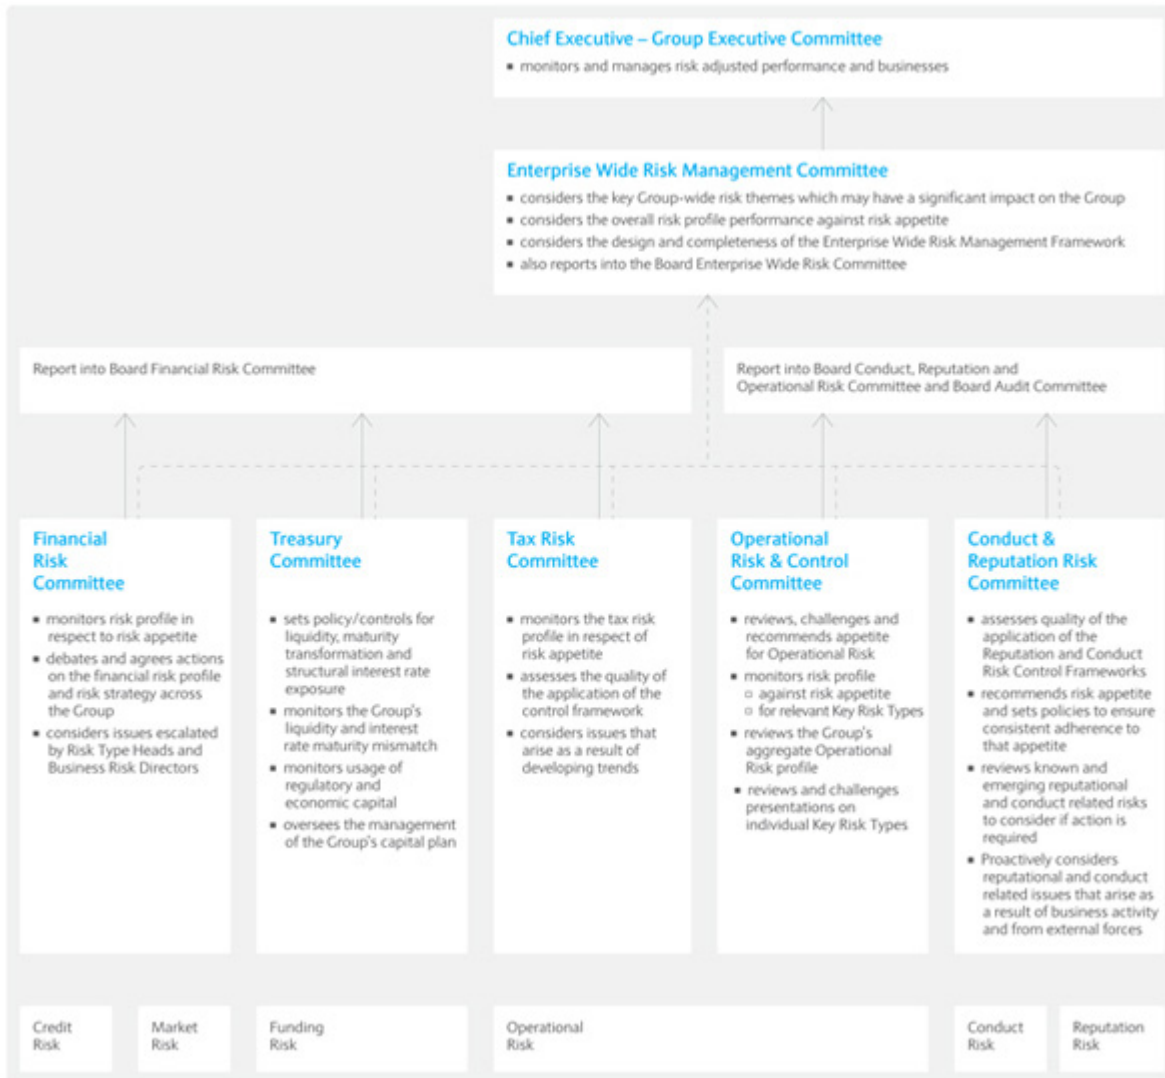 Chief Executive – Group Executive Committee
▪ monitors and manages risk adjusted performance and businesses
Enterprise Wide Risk Management Committee
▪ considers the key Group-wide risk themes which may have a significant impact on the Group
▪ considers the overall risk profile performance against risk appetite
▪ considers the design and completeness of the Enterprise Wide Risk Management Framework
▪ also reports into the Board Enterprise Wide Risk Committee
Report into Board Financial Risk Committee
Report into Board Conduct, Reputation and
Operational Risk Committee and Board Audit Committee
Financial
Risk
Committee
▪ monitors risk profile in
respect to risk appetite
▪ debates and agrees actions
on the financial risk profile
and risk strategy across
the Group
▪ considers issues escalated
by Risk Type Heads and
Business Risk Directors
Treasury
Committee
▪ sets policy/controls for
liquidity, maturity
transformation and
structural interest rate
exposure
▪ monitors the Group's
liquidity and interest
rate maturity mismatch
▪ monitors usage of
regulatory and
economic capital
▪ oversees the management
of the Group's capital plan
Tax Risk
Committee
▪ monitors the tax risk
profile in respect of
risk appetite
▪ assesses the quality of
the application of the
control framework
▪ considers issues that
arise as a result of
developing trends
Operational
Risk & Control
Committee
▪ reviews, challenges and
recommends appetite
for Operational Risk
▪ monitors risk profile
▫ against risk appetite
▫ for relevant Key Risk Types
▪ reviews the Group's
aggregate Operational
Risk profile
▪ reviews and challenges
presentations on
individual Key Risk Types
Conduct &
Reputation Risk
Committee
▪ assesses quality of the
application of the
Reputation and Conduct
Risk Control Frameworks
▪ recommends risk appetite
and sets policies to ensure
consistent adherence to
that appetite
▪ reviews known and
emerging reputational
and conduct related risks
to consider if action is
required
▪ Proactively considers
reputational and conduct
related issues that arise as
a result of business activity
and from external forces
Credit
Risk
Market
Risk
Funding
Risk
Operational
Risk
Conduct
Risk
Reputation
Risk